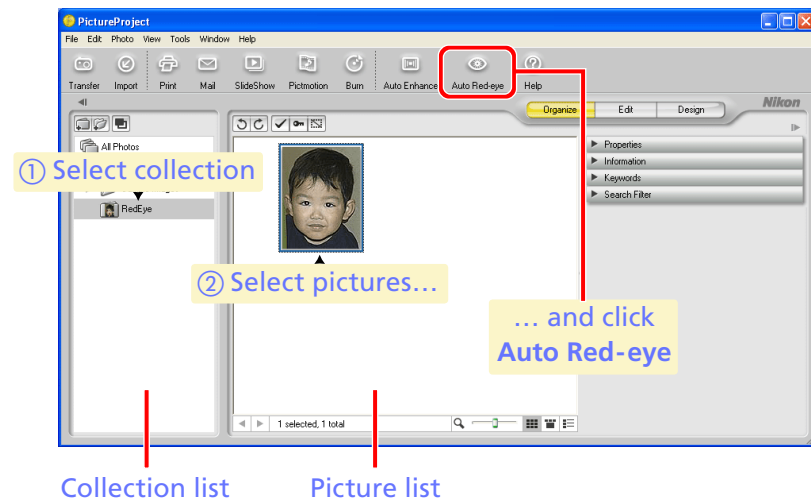 PictureProject
File Edit Photo View Tools Window Help
Transfer Import Print Mail SlideShow Pictmotion Burn Auto Enhance Auto Red-eye Help
Organize Edit Design
Nikon
All Photos
① Select collection
RedEye
② Select pictures…
Properties
Information
Keywords
Search Filter
… and click
Auto Red-eye
1 selected, 1 total
Collection list
Picture list